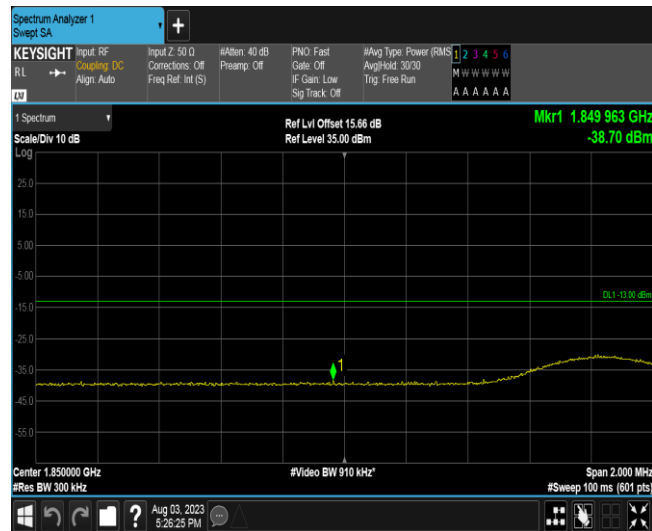 Spectrum Analyzer 1
Swept SA
KEYSIGHT
RL
LXI
Input: RF
Coupling: DC
Align: Auto
Input Z: 50 Ω
Corrections: Off
Freq Ref: Int (S)
#Atten: 40 dB
Preamp: Off
PNO: Fast
Gate: Off
IF Gain: Low
Sig Track: Off
#Avg Type: Power (RMS
Avg|Hold: 30/30
Trig: Free Run
1 2 3 4 5 6
M W W W W W
A A A A A A
1 Spectrum
Scale/Div 10 dB
Log
Ref Lvl Offset 15.66 dB
Ref Level 35.00 dBm
Mkr1 1.849 963 GHz
-38.70 dBm
25.0
15.0
5.00
-5.00
DL1 -13.00 dBm
-15.0
-25.0
-35.0
1
-45.0
-55.0
Center 1.850000 GHz
#Res BW 300 kHz
#Video BW 910 kHz*
Span 2.000 MHz
#Sweep 100 ms (601 pts)
?
Aug 03, 2023
5:26:25 PM